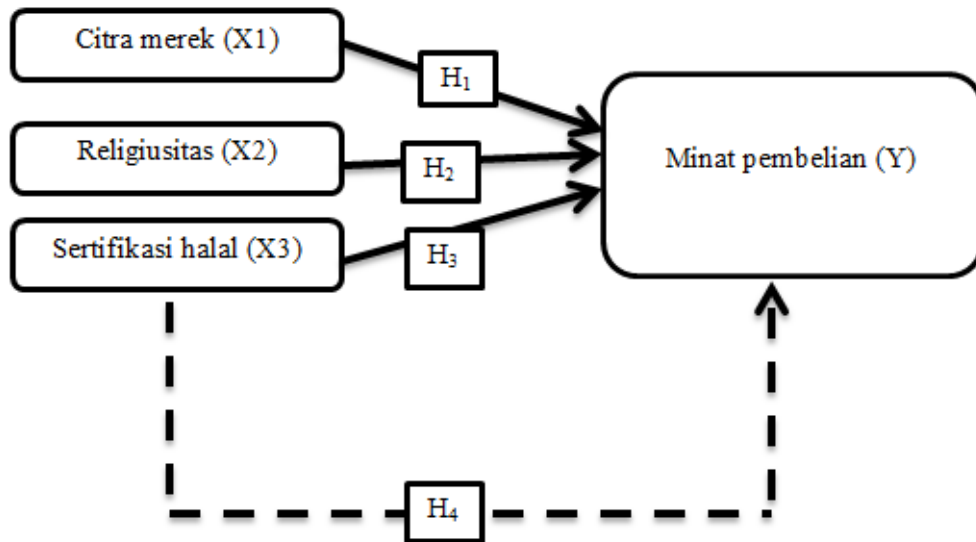 Citra merek (X1)
H₁
Religiusitas (X2)
H₂
Minat pembelian (Y)
Sertifikasi halal (X3)
H₃
H₄